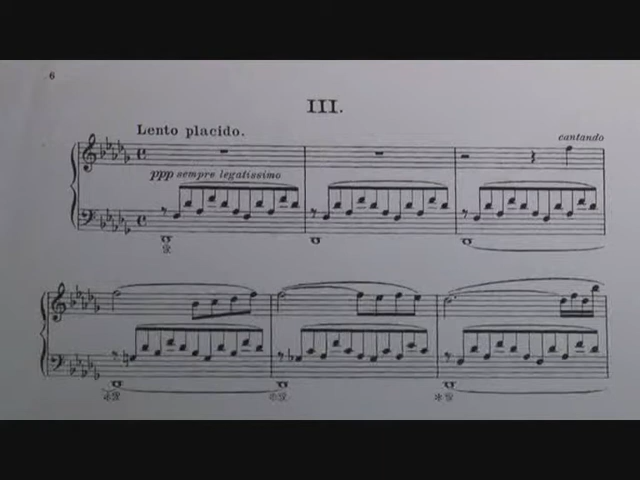 6
III.
Lento placido.
cantando
ppp sempre legatissimo